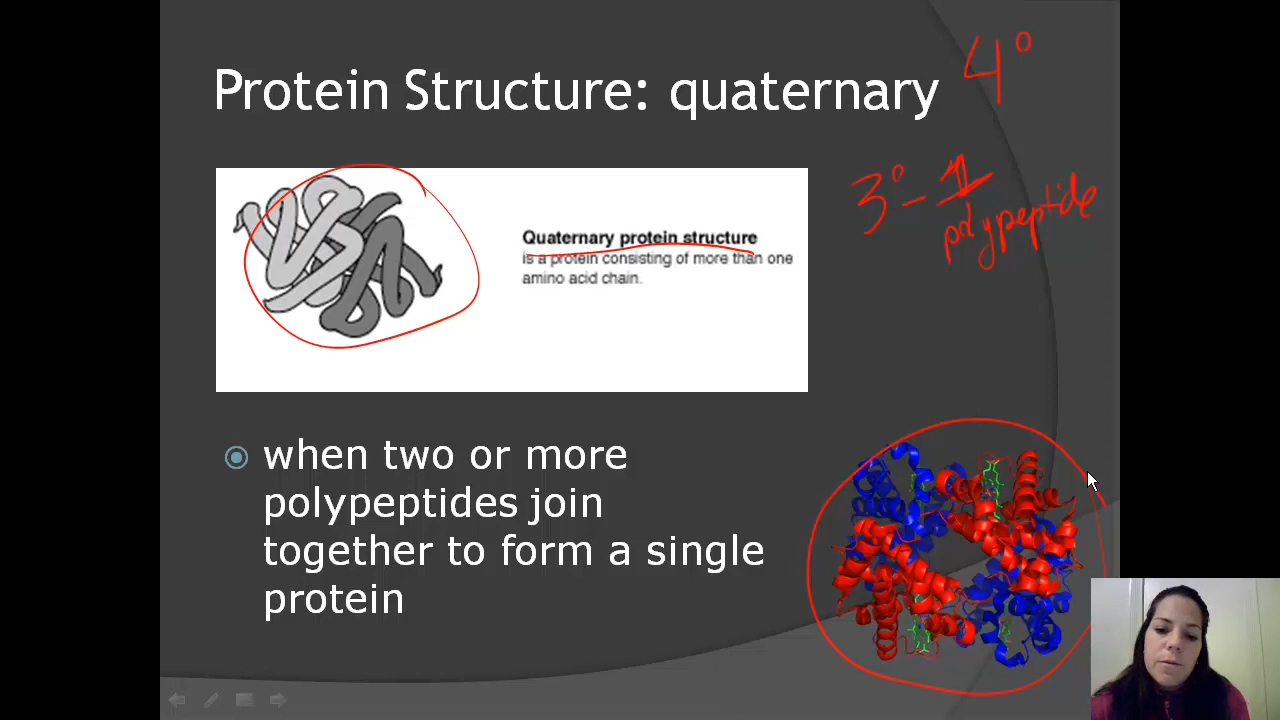 Protein Structure: quaternary
4°
3° - 1
polypeptide
Quaternary protein structure
is a protein consisting of more than one
amino acid chain.
when two or more
polypeptides join
together to form a single
protein